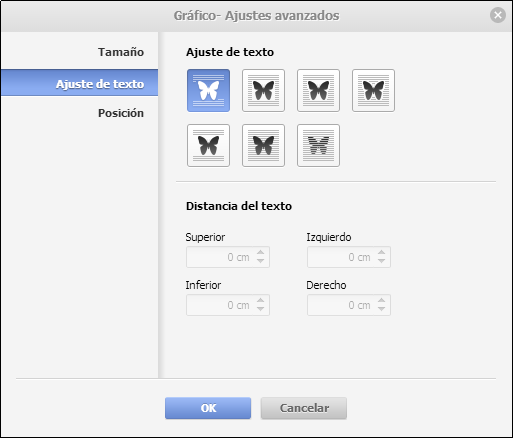 Gráfico- Ajustes avanzados
Tamaño
Ajuste de texto
Posición
Ajuste de texto
Distancia del texto
Superior Izquierdo
0 cm 0 cm
Inferior Derecho
0 cm 0 cm
OK Cancelar